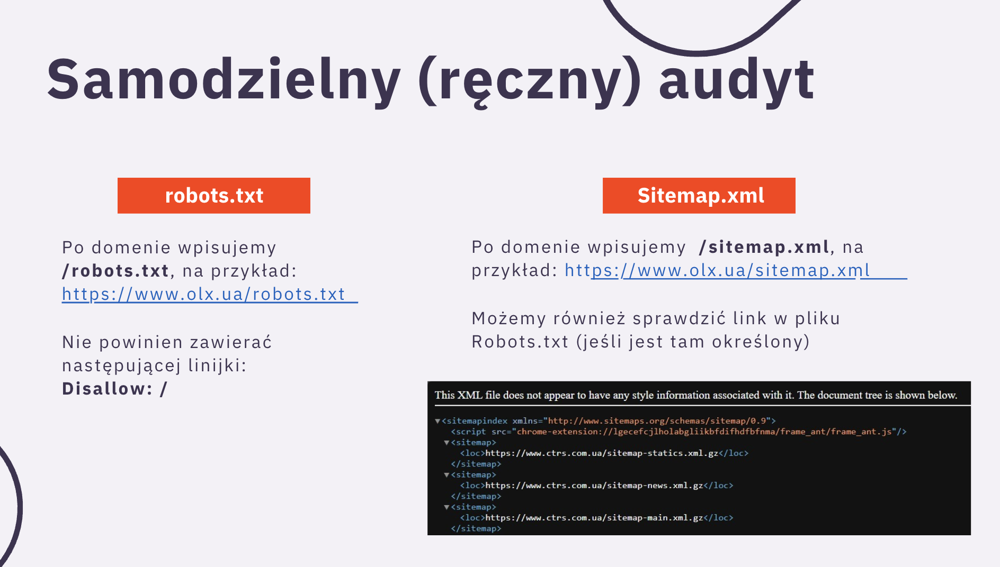 Samodzielny (ręczny) audyt
robots.txt
Po domenie wpisujemy
/robots.txt, na przykład:
https://www.olx.ua/robots.txt
Nie powinien zawierać
następującej linijki:
Disallow: /
Sitemap.xml
Po domenie wpisujemy /sitemap.xml, na
przykład: https://www.olx.ua/sitemap.xml
Możemy również sprawdzić link w pliku
Robots.txt (jeśli jest tam określony)
This XML file does not appear to have any style information associated with it. The document tree is shown below.
▼<sitemapindex xmlns="http://www.sitemaps.org/schemas/sitemap/0.9">
<script src="chrome-extension://lgecefcjlholabgliikbfdifhdfbfnma/frame_ant/frame_ant.js"/>
▼<sitemap>
<loc>https://www.ctrs.com.ua/sitemap-statics.xml.gz</loc>
</sitemap>
▼<sitemap>
<loc>https://www.ctrs.com.ua/sitemap-news.xml.gz</loc>
</sitemap>
▼<sitemap>
<loc>https://www.ctrs.com.ua/sitemap-main.xml.gz</loc>
</sitemap>